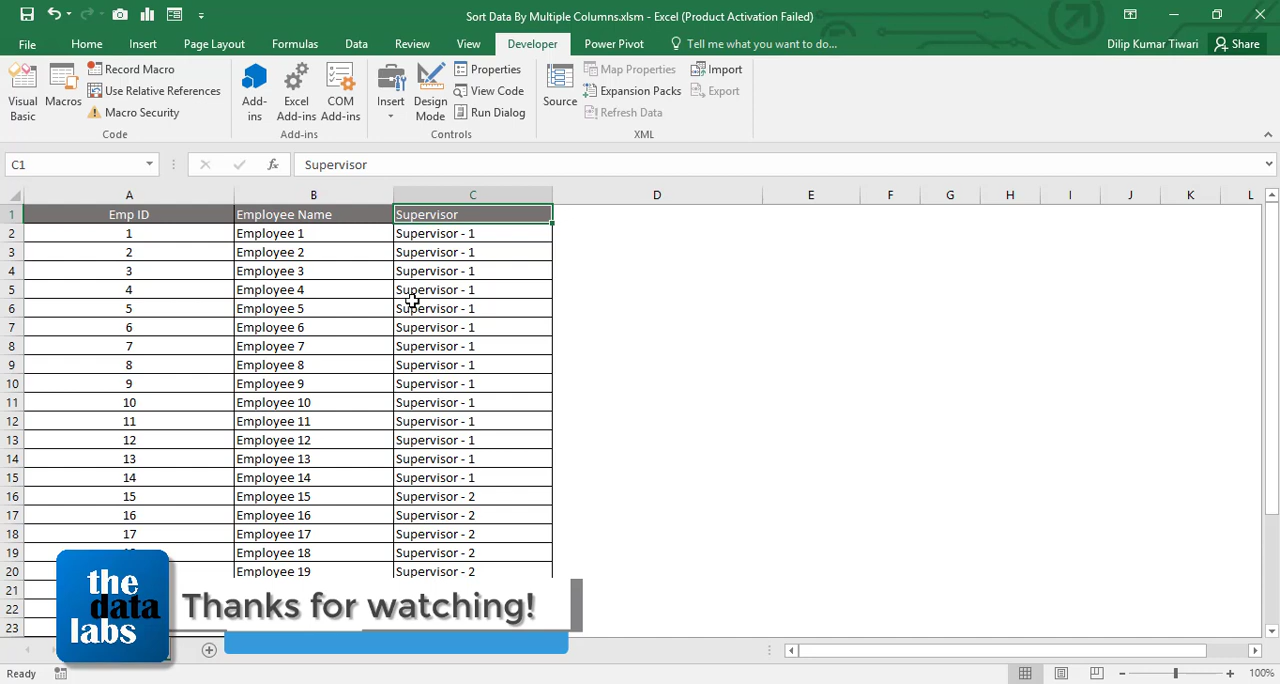 Sort Data By Multiple Columns.xlsm - Excel (Product Activation Failed)
File Home Insert Page Layout Formulas Data Review View Developer Power Pivot Tell me what you want to do... Dilip Kumar Tiwari Share
Visual Basic
Macros
Record Macro
Use Relative References
Macro Security
Code
Add-ins
Excel Add-ins
COM Add-ins
Add-ins
Insert
Design Mode
Properties
View Code
Run Dialog
Controls
Source
Map Properties
Expansion Packs
Refresh Data
Import
Export
XML
C1 fx Supervisor
A B C D E F G H I J K L
1 Emp ID Employee Name Supervisor
2 1 Employee 1 Supervisor - 1
3 2 Employee 2 Supervisor - 1
4 3 Employee 3 Supervisor - 1
5 4 Employee 4 Supervisor - 1
6 5 Employee 5 Supervisor - 1
7 6 Employee 6 Supervisor - 1
8 7 Employee 7 Supervisor - 1
9 8 Employee 8 Supervisor - 1
10 9 Employee 9 Supervisor - 1
11 10 Employee 10 Supervisor - 1
12 11 Employee 11 Supervisor - 1
13 12 Employee 12 Supervisor - 1
14 13 Employee 13 Supervisor - 1
15 14 Employee 14 Supervisor - 1
16 15 Employee 15 Supervisor - 2
17 16 Employee 16 Supervisor - 2
18 17 Employee 17 Supervisor - 2
19 Employee 18 Supervisor - 2
20 Employee 19 Supervisor - 2
21
22
23
the
data
labs
Thanks for watching!
Ready 100%